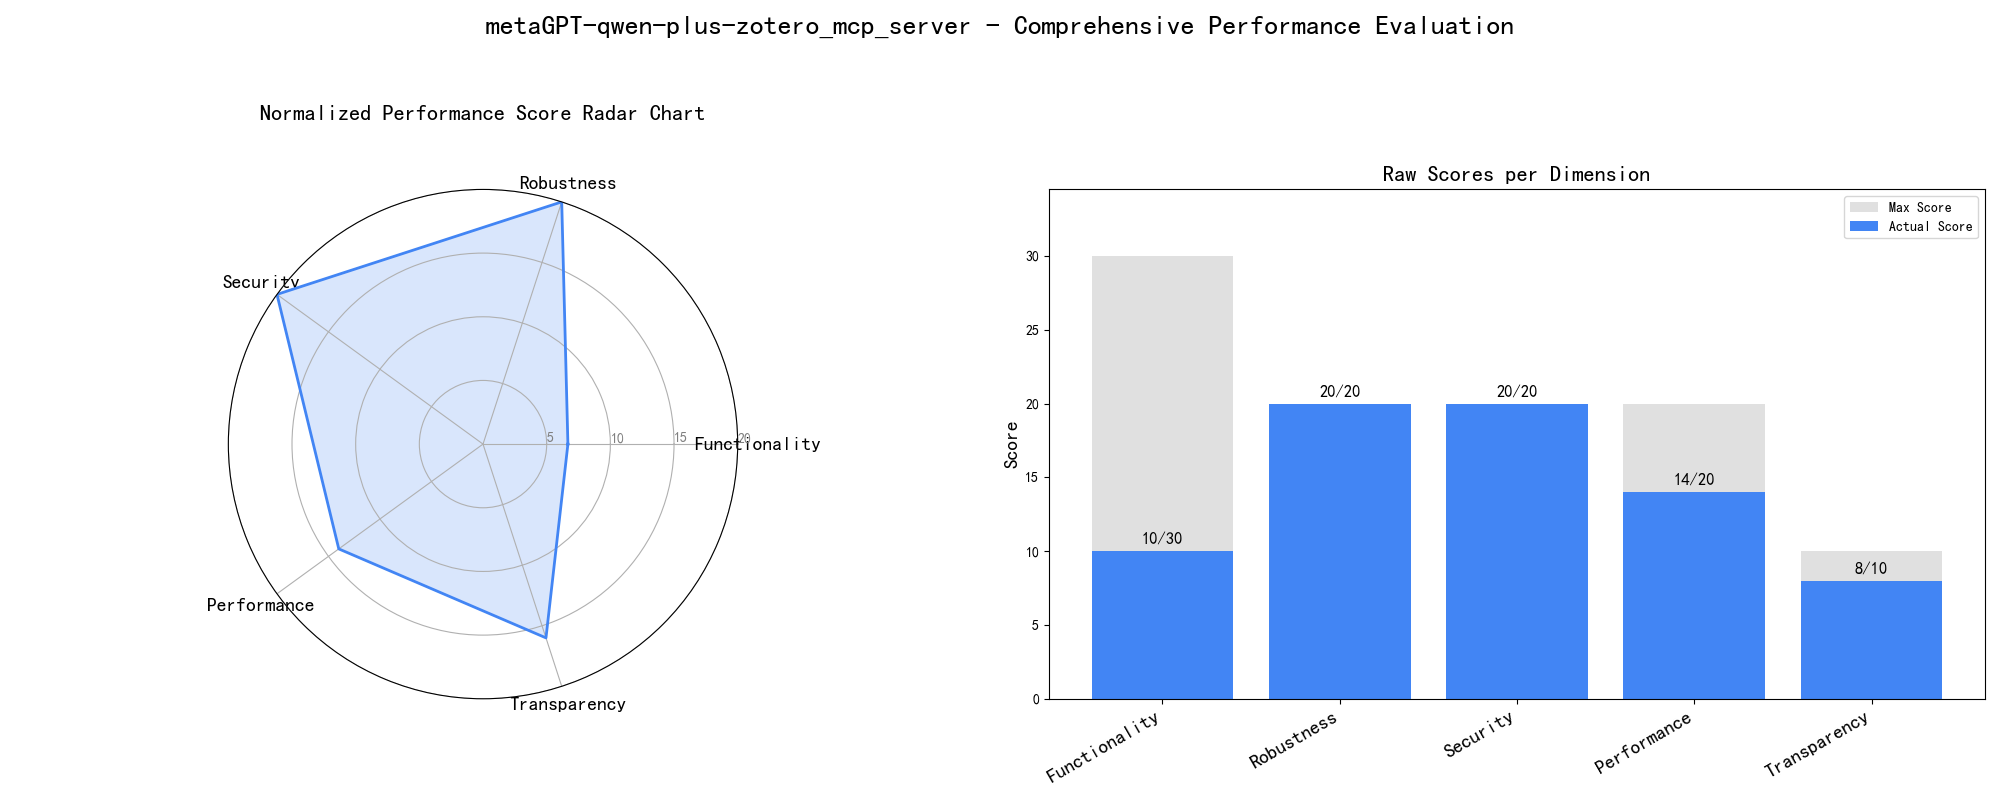 metaGPT-qwen-plus-zotero_mcp_server - Comprehensive Performance Evaluation
Normalized Performance Score Radar Chart
Robustness
Security
Functionality
5
10
15
20
Performance
Transparency
Raw Scores per Dimension
Max Score
Actual Score
Score
30
25
20
15
10
5
0
10/30
20/20
20/20
14/20
8/10
Functionality
Robustness
Security
Performance
Transparency